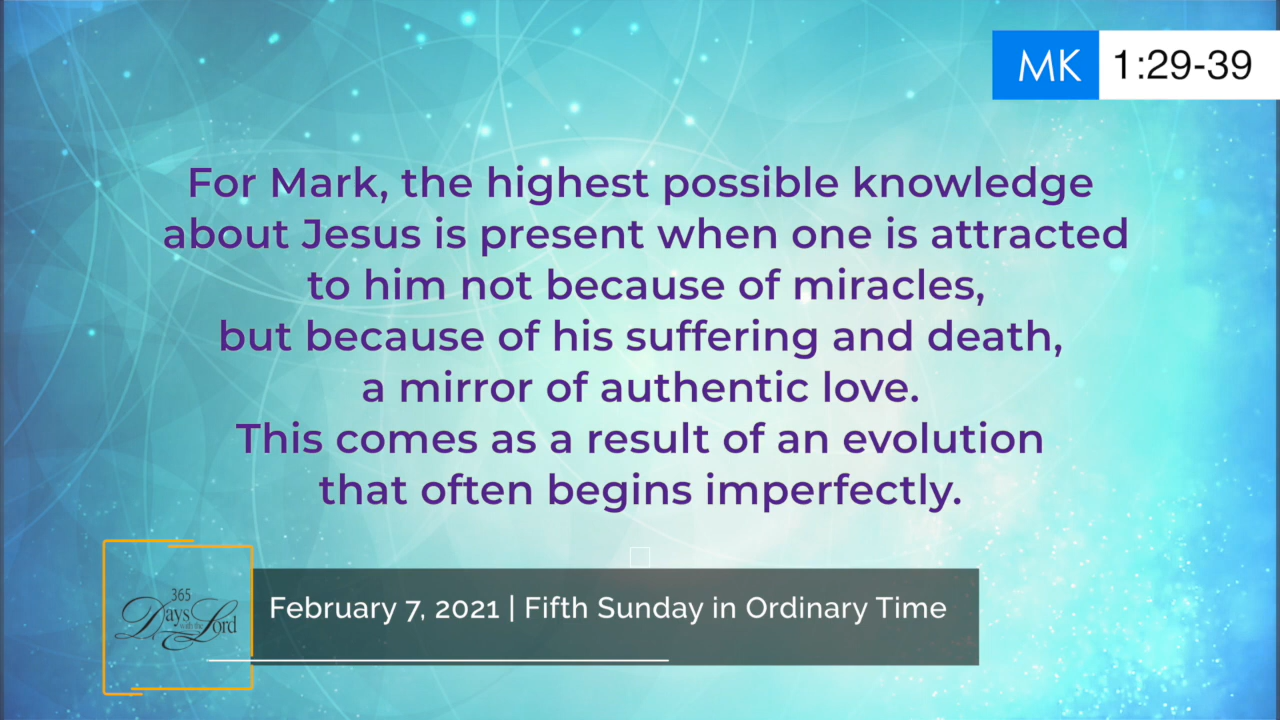 MK 1:29-39
For Mark, the highest possible knowledge
about Jesus is present when one is attracted
to him not because of miracles,
but because of his suffering and death,
a mirror of authentic love.
This comes as a result of an evolution
that often begins imperfectly.
365
Days with the Lord
February 7, 2021 | Fifth Sunday in Ordinary Time